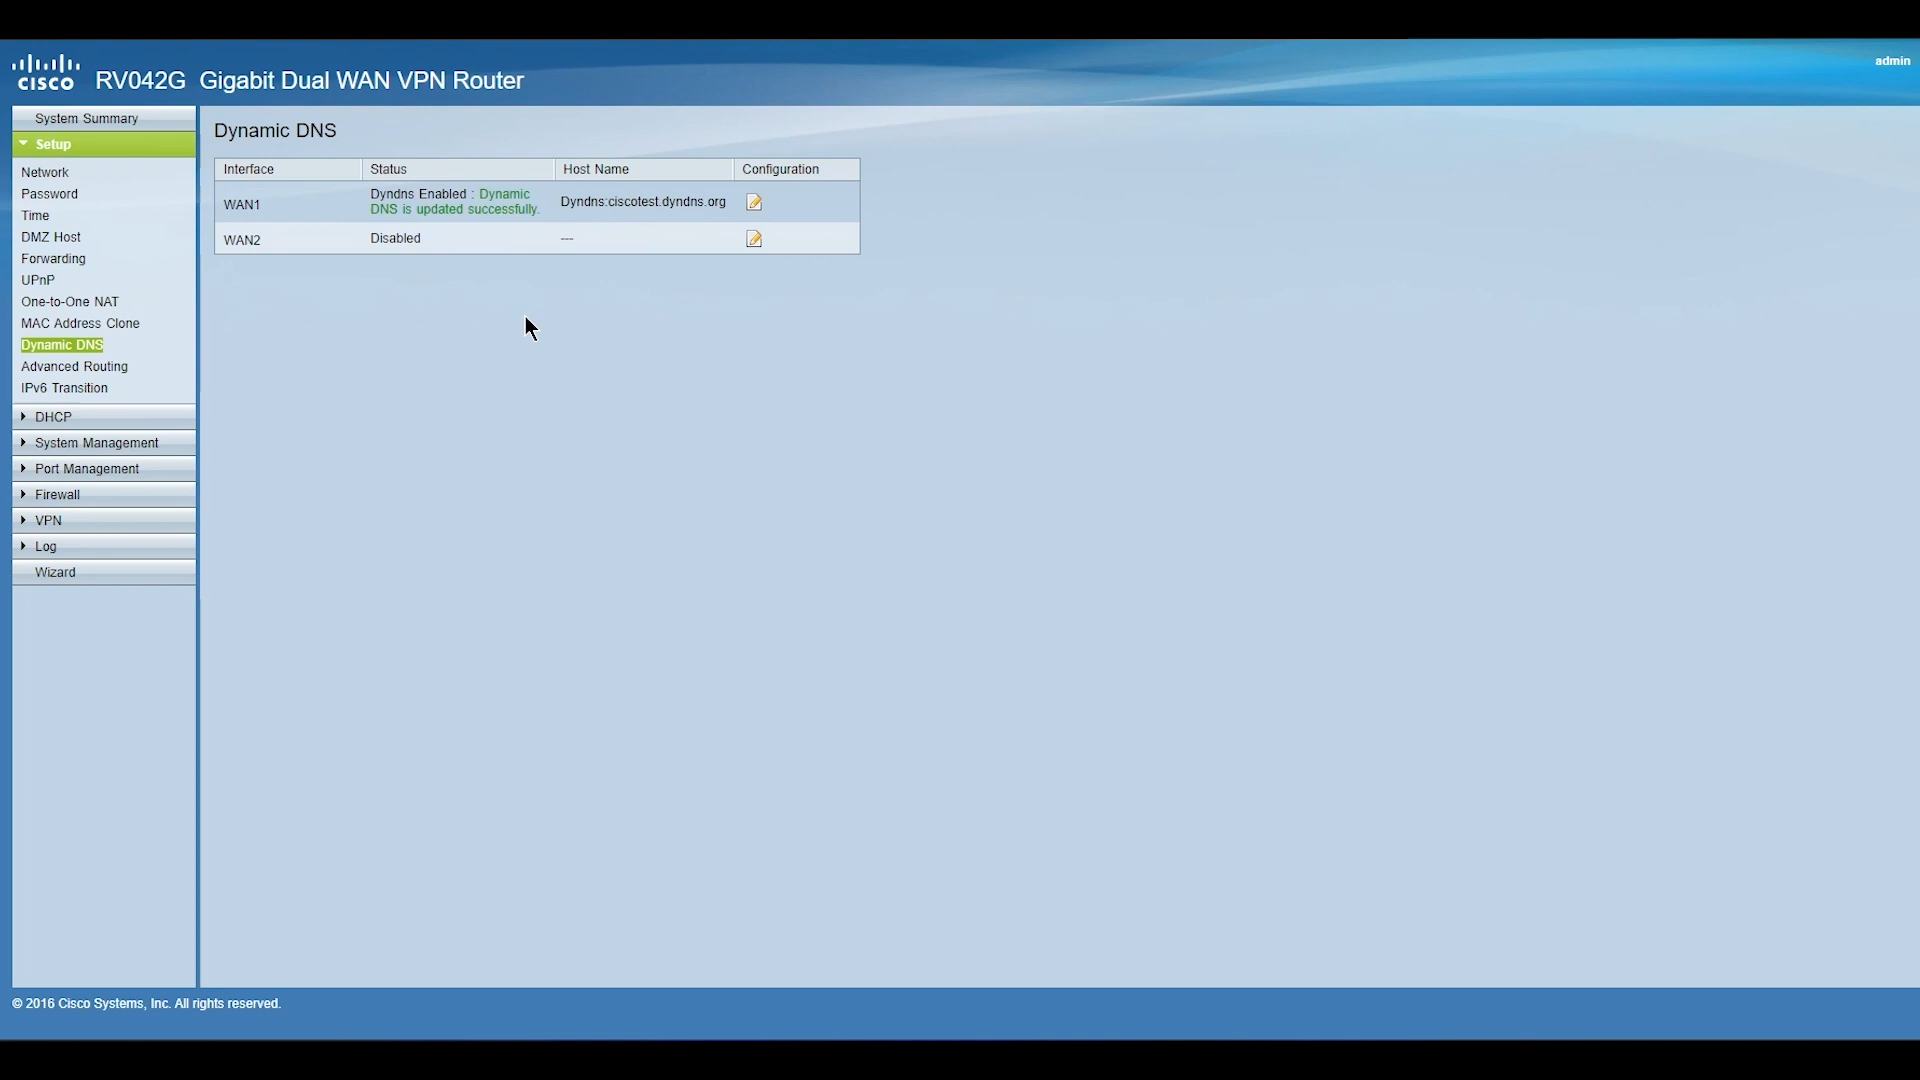 cisco RV042G Gigabit Dual WAN VPN Router
admin
System Summary
Setup
Network
Password
Time
DMZ Host
Forwarding
UPnP
One-to-One NAT
MAC Address Clone
Dynamic DNS
Advanced Routing
IPv6 Transition
DHCP
System Management
Port Management
Firewall
VPN
Log
Wizard
Dynamic DNS
Interface Status Host Name Configuration
WAN1 Dyndns Enabled : Dynamic
DNS is updated successfully. Dyndns:ciscotest.dyndns.org
WAN2 Disabled ---
© 2016 Cisco Systems, Inc. All rights reserved.